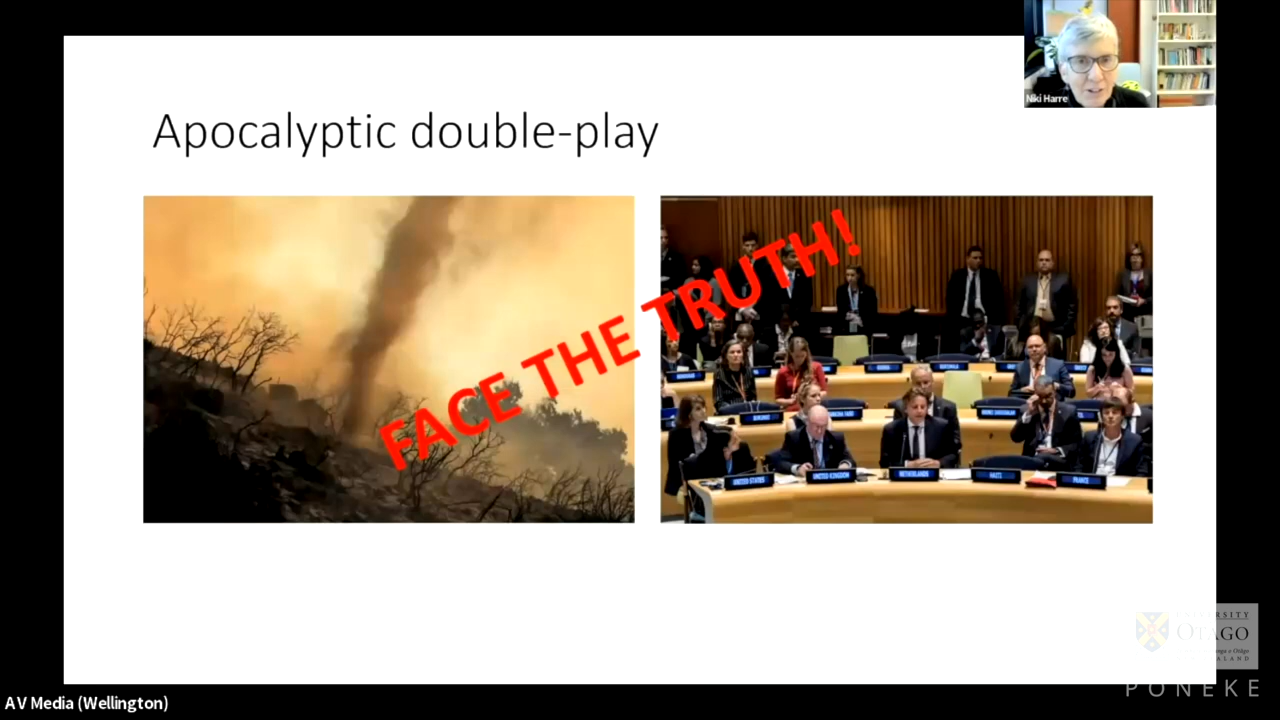 Niki Harre
Apocalyptic double-play
FACE THE TRUTH!
UNITED STATES
UNITED KINGDOM
NETHERLANDS
HAITI
FRANCE
OTAGO
PONEKE
AV Media (Wellington)